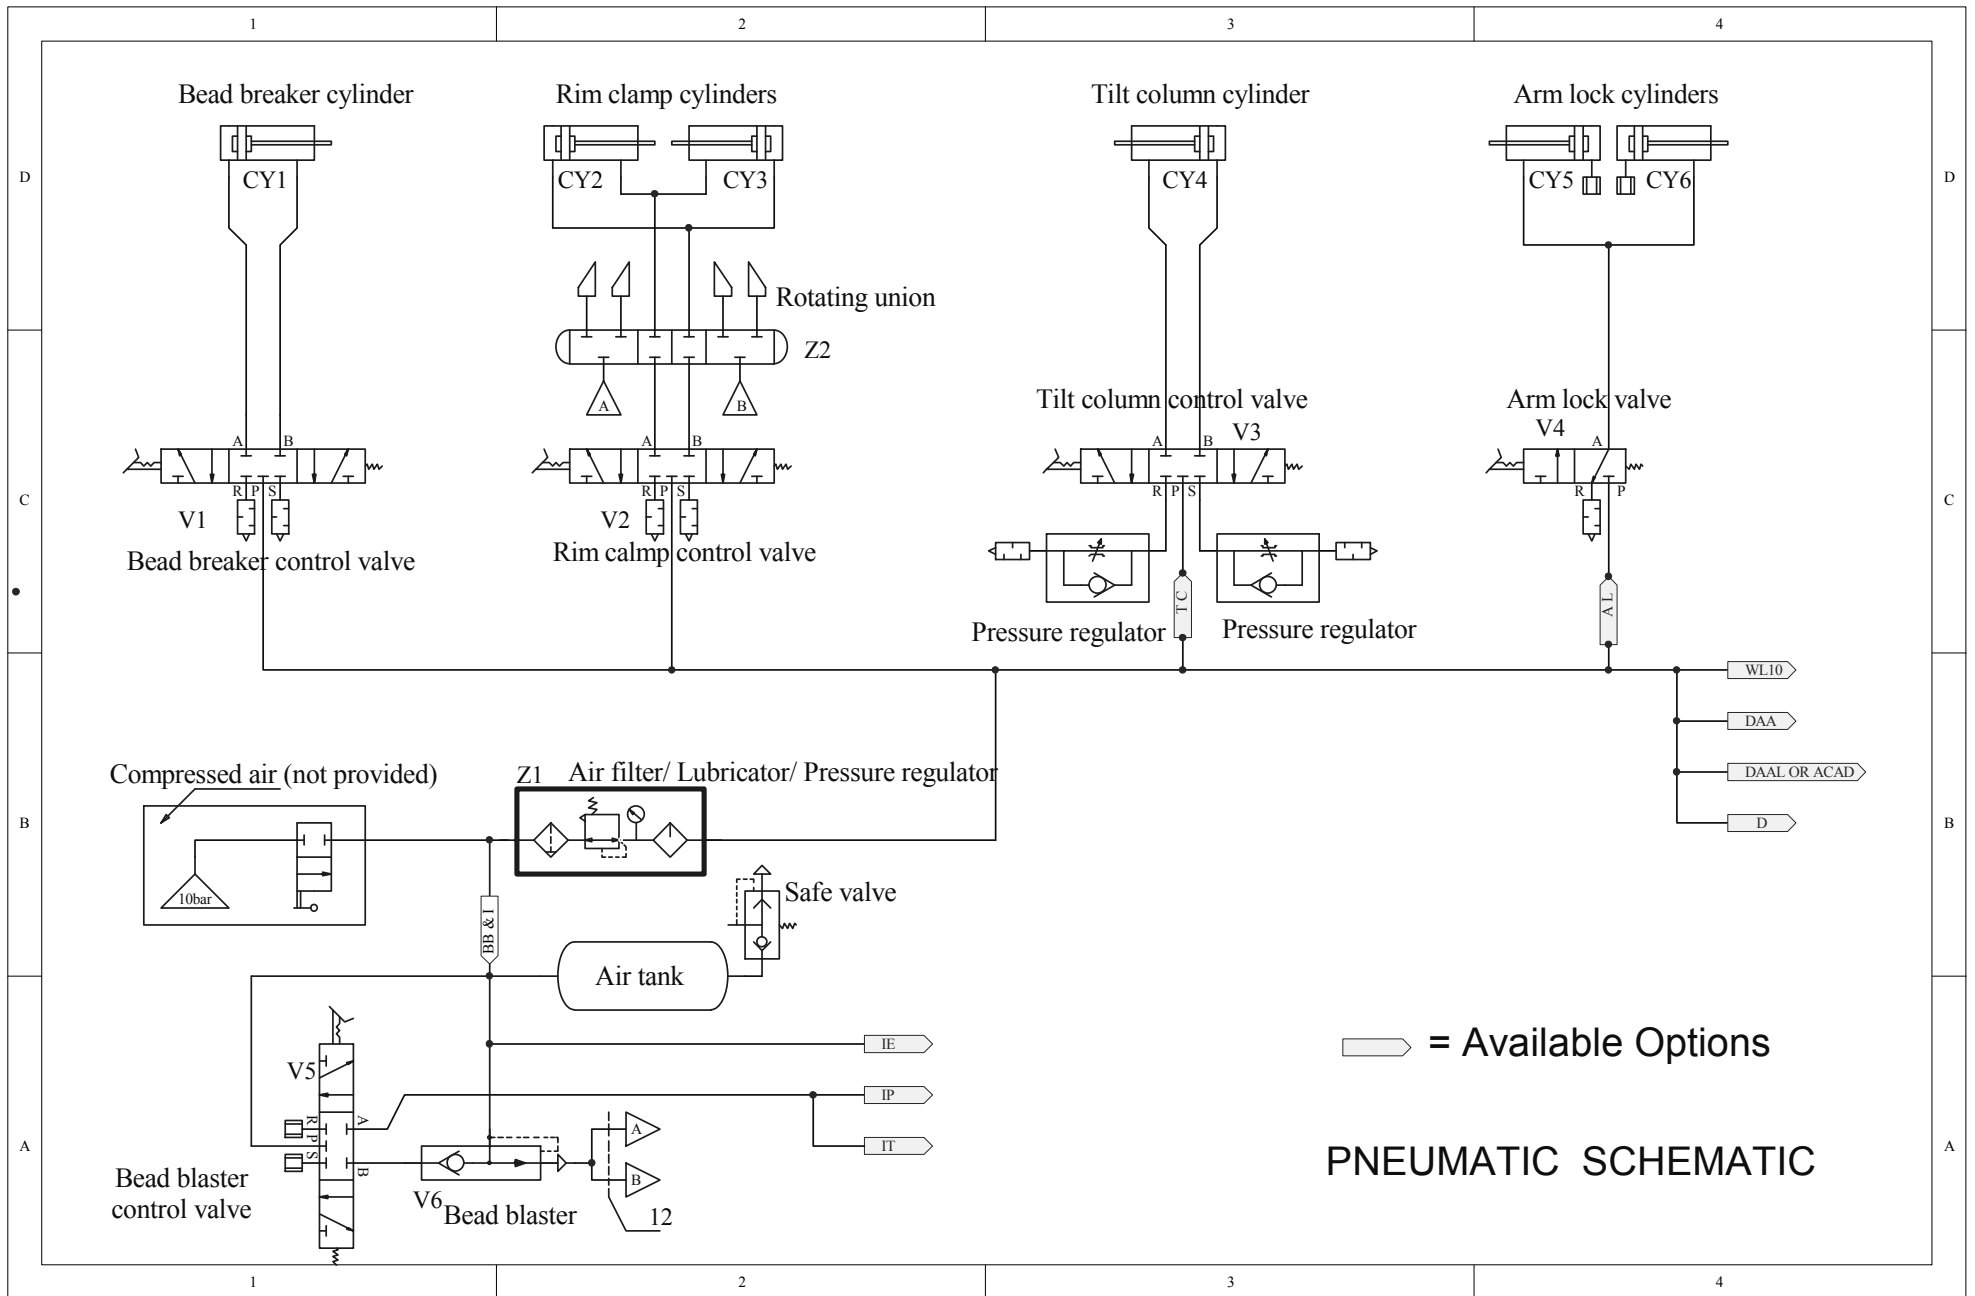 1 2 3 4
Bead breaker cylinder
Rim clamp cylinders
Tilt column cylinder
Arm lock cylinders
D
CY1
CY2
CY3
CY4
CY5
CY6
D
Rotating union
Z2
A
B
Tilt column control valve
V3
Arm lock valve
V4
A B
A B
A B
A
C
R P S
R P S
R P S
R P
C
V1
V2
Bead breaker control valve
Rim calmp control valve
T C
A L
Pressure regulator
Pressure regulator
WL10
DAA
DAAL OR ACAD
D
Compressed air (not provided)
Z1
Air filter/ Lubricator/ Pressure regulator
B
B
10bar
BB & I
Safe valve
Air tank
IE
= Available Options
V5
IP
R P S
A
B
A
IT
A
A
B
PNEUMATIC SCHEMATIC
Bead blaster
control valve
V6
Bead blaster
12
1 2 3 4